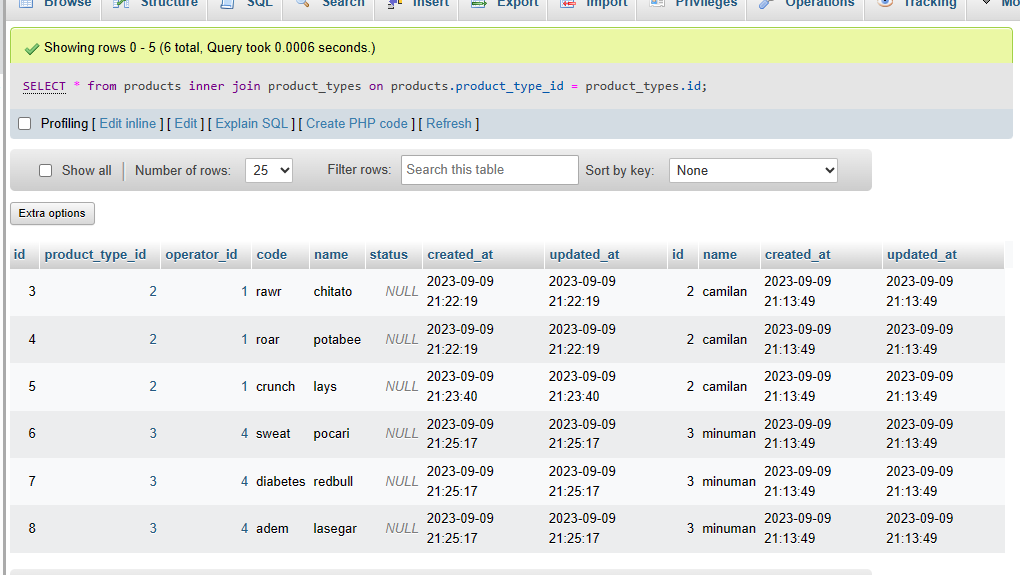 Browse Structure SQL Search Insert Export Import Privileges Operations Tracking
Showing rows 0 - 5 (6 total, Query took 0.0006 seconds.)
SELECT * from products inner join product_types on products.product_type_id = product_types.id;
Profiling [ Edit inline ] [ Edit ] [ Explain SQL ] [ Create PHP code ] [ Refresh ]
Show all Number of rows: 25 Filter rows: Search this table Sort by key: None
Extra options
id product_type_id operator_id code name status created_at updated_at id name created_at updated_at
3 2 1 rawr chitato NULL 2023-09-09 2023-09-09 2 camilan 2023-09-09 2023-09-09
21:22:19 21:22:19 21:13:49 21:13:49
4 2 1 roar potabee NULL 2023-09-09 2023-09-09 2 camilan 2023-09-09 2023-09-09
21:22:19 21:22:19 21:13:49 21:13:49
5 2 1 crunch lays NULL 2023-09-09 2023-09-09 2 camilan 2023-09-09 2023-09-09
21:23:40 21:23:40 21:13:49 21:13:49
6 3 4 sweat pocari NULL 2023-09-09 2023-09-09 3 minuman 2023-09-09 2023-09-09
21:25:17 21:25:17 21:13:49 21:13:49
7 3 4 diabetes redbull NULL 2023-09-09 2023-09-09 3 minuman 2023-09-09 2023-09-09
21:25:17 21:25:17 21:13:49 21:13:49
8 3 4 adem lasegar NULL 2023-09-09 2023-09-09 3 minuman 2023-09-09 2023-09-09
21:25:17 21:25:17 21:13:49 21:13:49